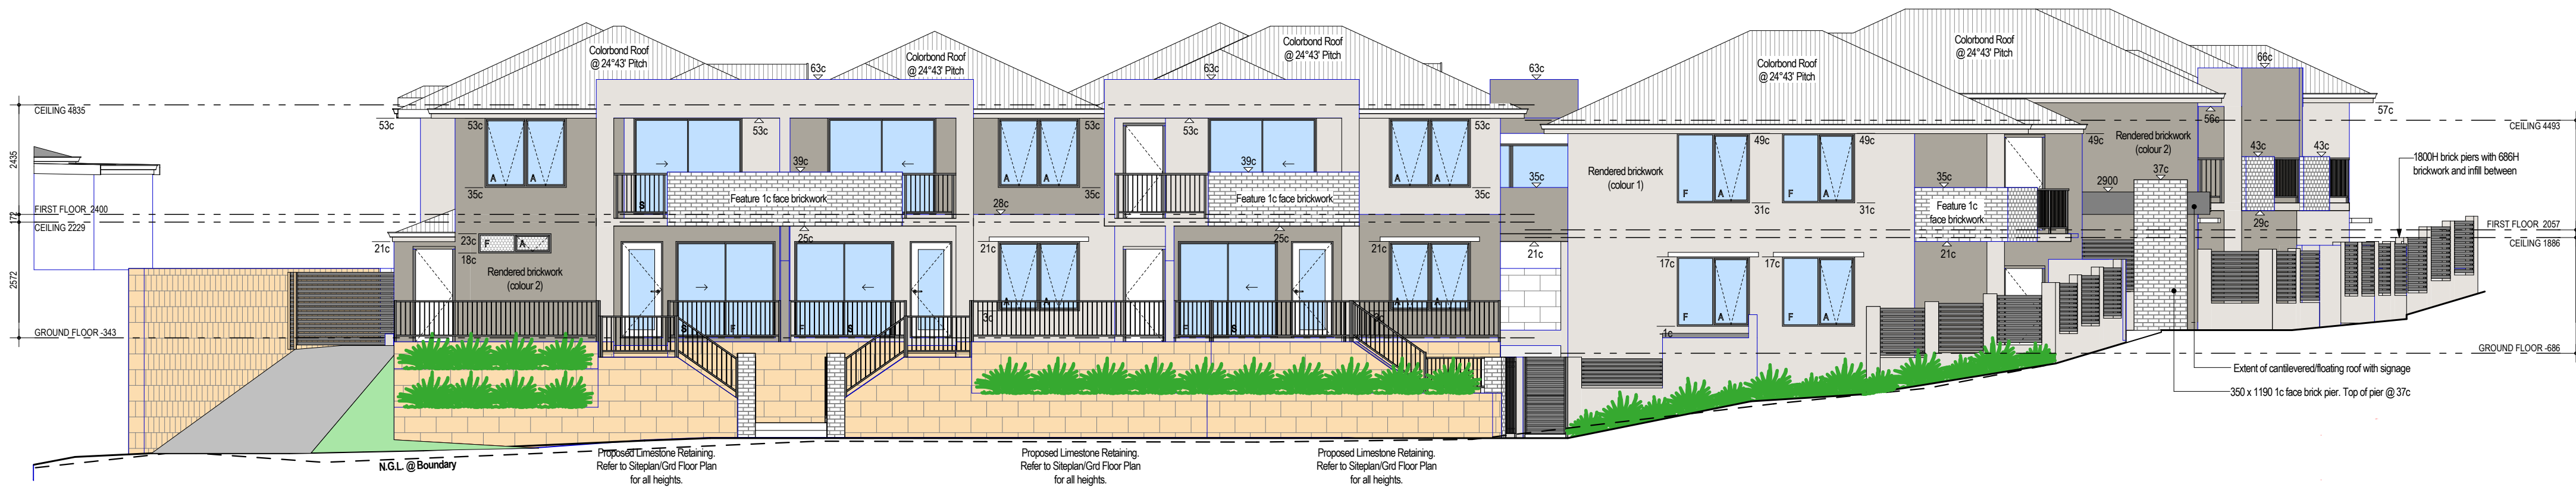 Colorbond Roof
@ 24°43' Pitch
Colorbond Roof
@ 24°43' Pitch
Colorbond Roof
@ 24°43' Pitch
Colorbond Roof
@ 24°43' Pitch
Colorbond Roof
@ 24°43' Pitch
63c
63c
63c
66c
CEILING 4835
CEILING 4493
53c
53c
53c
53c
53c
53c
49c
49c
49c
56c
57c
2435
172
2572
A
A
A
A
A
A
F
A
F
A
S
39c
39c
35c
35c
35c
35c
35c
37c
43c
43c
Feature 1c face brickwork
Feature 1c face brickwork
Feature 1c
face brickwork
Rendered brickwork
(colour 1)
Rendered brickwork
(colour 2)
1800H brick piers with 686H
brickwork and infill between
2900
31c
31c
28c
29c
FIRST FLOOR 2400
CEILING 2229
FIRST FLOOR 2057
CEILING 1886
21c
23c
F
A
18c
25c
21c
25c
21c
21c
17c
17c
21c
Rendered brickwork
(colour 2)
S
F
F
S
A
A
3c
F
S
A
A
3c
F
A
F
A
1c
GROUND FLOOR -343
GROUND FLOOR -686
Extent of cantilevered/floating roof with signage
350 x 1190 1c face brick pier. Top of pier @ 37c
N.G.L. @ Boundary
Proposed Limestone Retaining.
Refer to Siteplan/Grd Floor Plan
for all heights.
Proposed Limestone Retaining.
Refer to Siteplan/Grd Floor Plan
for all heights.
Proposed Limestone Retaining.
Refer to Siteplan/Grd Floor Plan
for all heights.